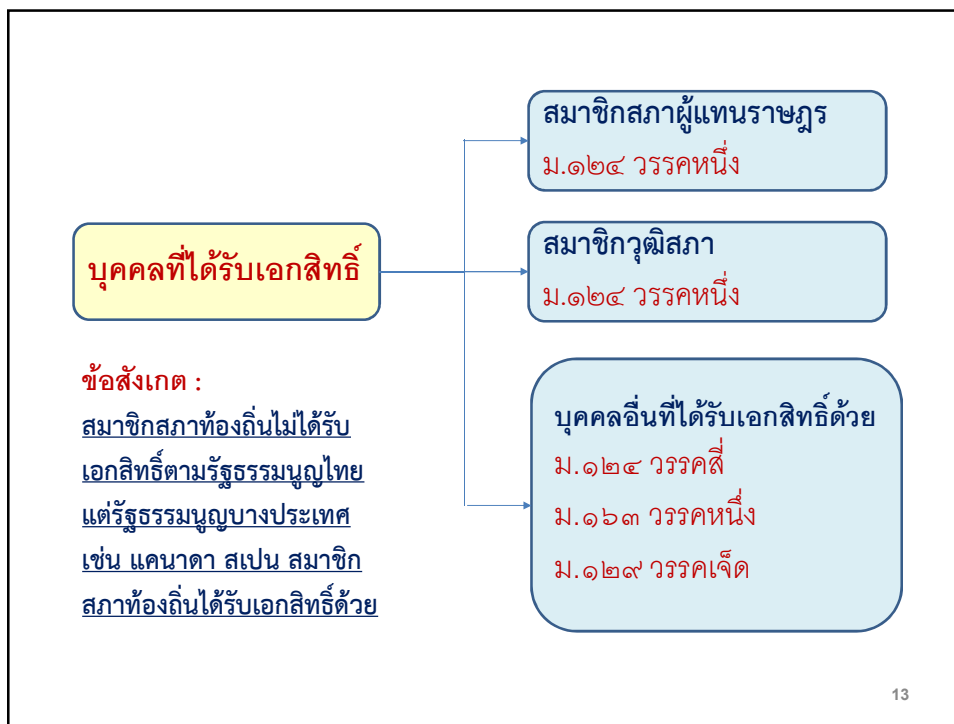 สมาชิกสภาผู้แทนราษฎร
ม.๑๒๔ วรรคหนึ่ง
บุคคลที่ได้รับเอกสิทธิ์
สมาชิกวุฒิสภา
ม.๑๒๔ วรรคหนึ่ง
ข้อสังเกต :
สมาชิกสภาท้องถิ่นไม่ได้รับ
เอกสิทธิ์ตามรัฐธรรมนูญไทย
แต่รัฐธรรมนูญบางประเทศ
เช่น แคนาดา สเปน สมาชิก
สภาท้องถิ่นได้รับเอกสิทธิ์ด้วย
บุคคลอื่นที่ได้รับเอกสิทธิ์ด้วย
ม.๑๒๔ วรรคสี่
ม.๑๖๓ วรรคหนึ่ง
ม.๑๒๙ วรรคเจ็ด
13